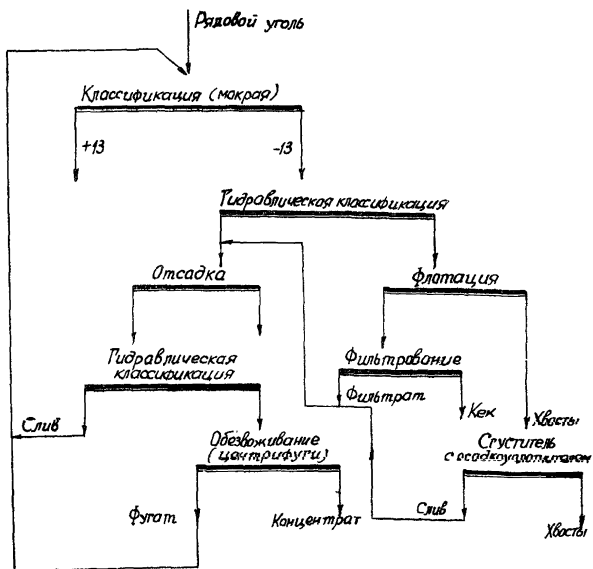 Рядовой уголь
Классификация (мокрая)
+13
-13
Гидравлическая классификация
Отсадка
Флотация
Гидравлическая
классификация
Фильтрование
Фильтрат
Кек
Хвосты
Слив
Обезвоживание
(центрифуги)
Сгуститель
с осадкоуплотнителем
Фугат
Концентрат
Слив
Хвосты